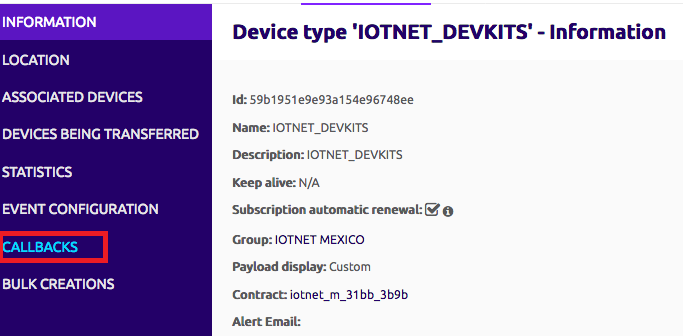 INFORMATION
LOCATION
ASSOCIATED DEVICES
DEVICES BEING TRANSFERRED
STATISTICS
EVENT CONFIGURATION
CALLBACKS
BULK CREATIONS
Device type 'IOTNET_DEVKITS' - Information
Id: 59b1951e9e93a154e96748ee
Name: IOTNET_DEVKITS
Description: IOTNET_DEVKITS
Keep alive: N/A
Subscription automatic renewal:
Group: IOTNET MEXICO
Payload display: Custom
Contract: iotnet_m_31bb_3b9b
Alert Email: